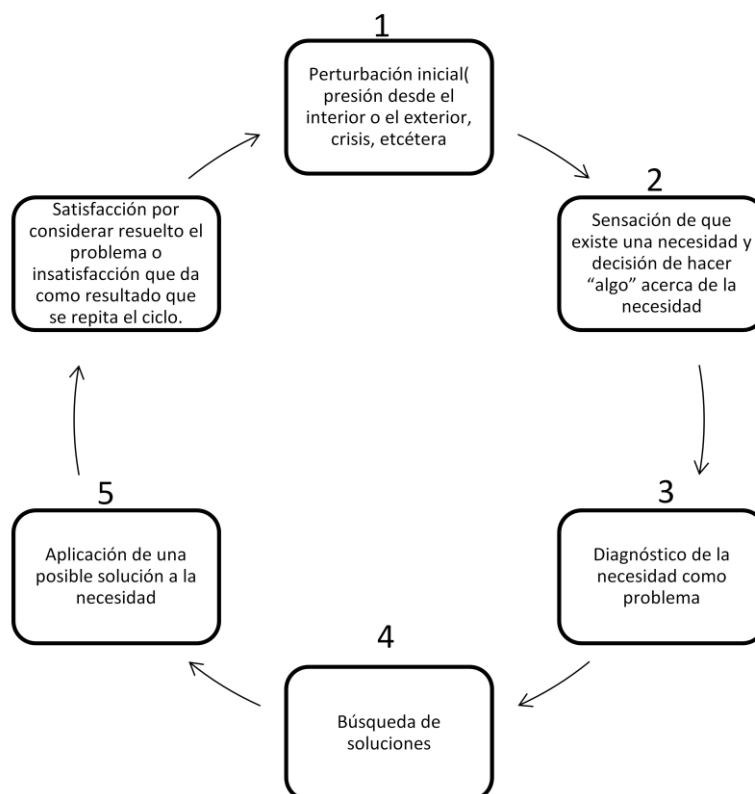 1
Perturbación inicial(
presión desde el
interior o el exterior,
crisis, etcétera
2
Sensación de que
existe una necesidad y
decisión de hacer
“algo” acerca de la
necesidad
3
Diagnóstico de la
necesidad como
problema
4
Búsqueda de
soluciones
5
Aplicación de una
posible solución a la
necesidad
Satisfacción por
considerar resuelto el
problema o
insatisfacción que da
como resultado que
se repita el ciclo.